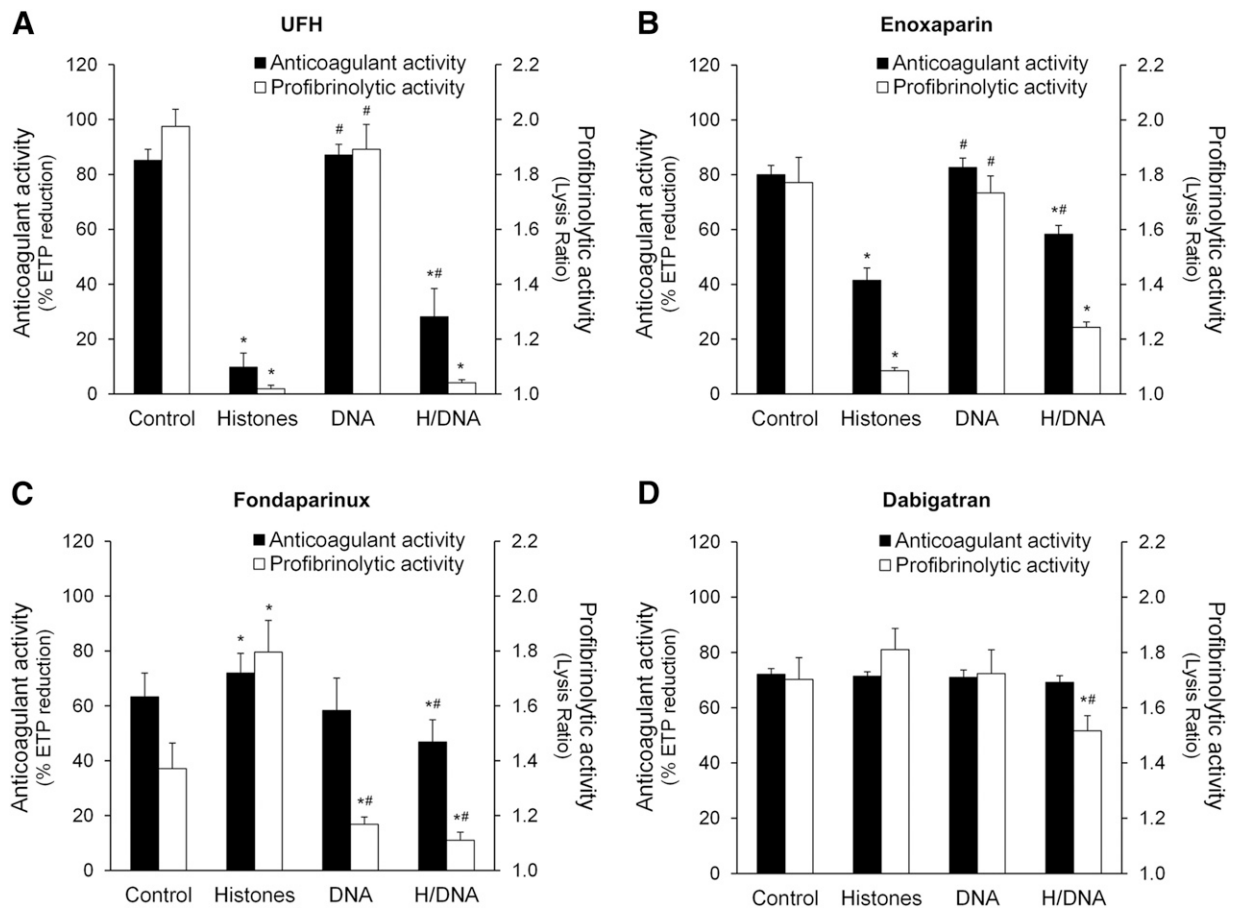 A
UFH
Anticoagulant activity
Profibrinolytic activity
Anticoagulant activity
(% ETP reduction)
120
100
80
60
40
20
0
2.2
2.0
1.8
1.6
1.4
1.2
1.0
Profibrinolytic activity
(Lysis Ratio)
*
*
#
#
*#
*
Control Histones DNA H/DNA
B
Enoxaparin
Anticoagulant activity
Profibrinolytic activity
Anticoagulant activity
(% ETP reduction)
120
100
80
60
40
20
0
2.2
2.0
1.8
1.6
1.4
1.2
1.0
Profibrinolytic activity
(Lysis Ratio)
*
*
#
#
*#
*
Control Histones DNA H/DNA
C
Fondaparinux
Anticoagulant activity
Profibrinolytic activity
Anticoagulant activity
(% ETP reduction)
120
100
80
60
40
20
0
2.2
2.0
1.8
1.6
1.4
1.2
1.0
Profibrinolytic activity
(Lysis Ratio)
*
*
*#
*#
*#
Control Histones DNA H/DNA
D
Dabigatran
Anticoagulant activity
Profibrinolytic activity
Anticoagulant activity
(% ETP reduction)
120
100
80
60
40
20
0
2.2
2.0
1.8
1.6
1.4
1.2
1.0
Profibrinolytic activity
(Lysis Ratio)
*#
Control Histones DNA H/DNA